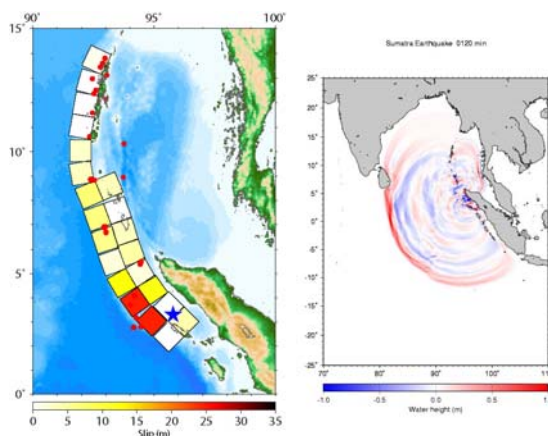 90˚ 95˚ 100˚
15˚
10˚
5˚
0˚
0 5 10 15 20 25 30 35
Slip (m)
Sumatra Earthquake 0120 min
25˚
20˚
15˚
10˚
5˚
0˚
-5˚
-10˚
-15˚
-20˚
-25˚
70˚ 80˚ 90˚ 100˚ 110
-1.0 -0.5 0.0 0.5 1.
Water height (m)